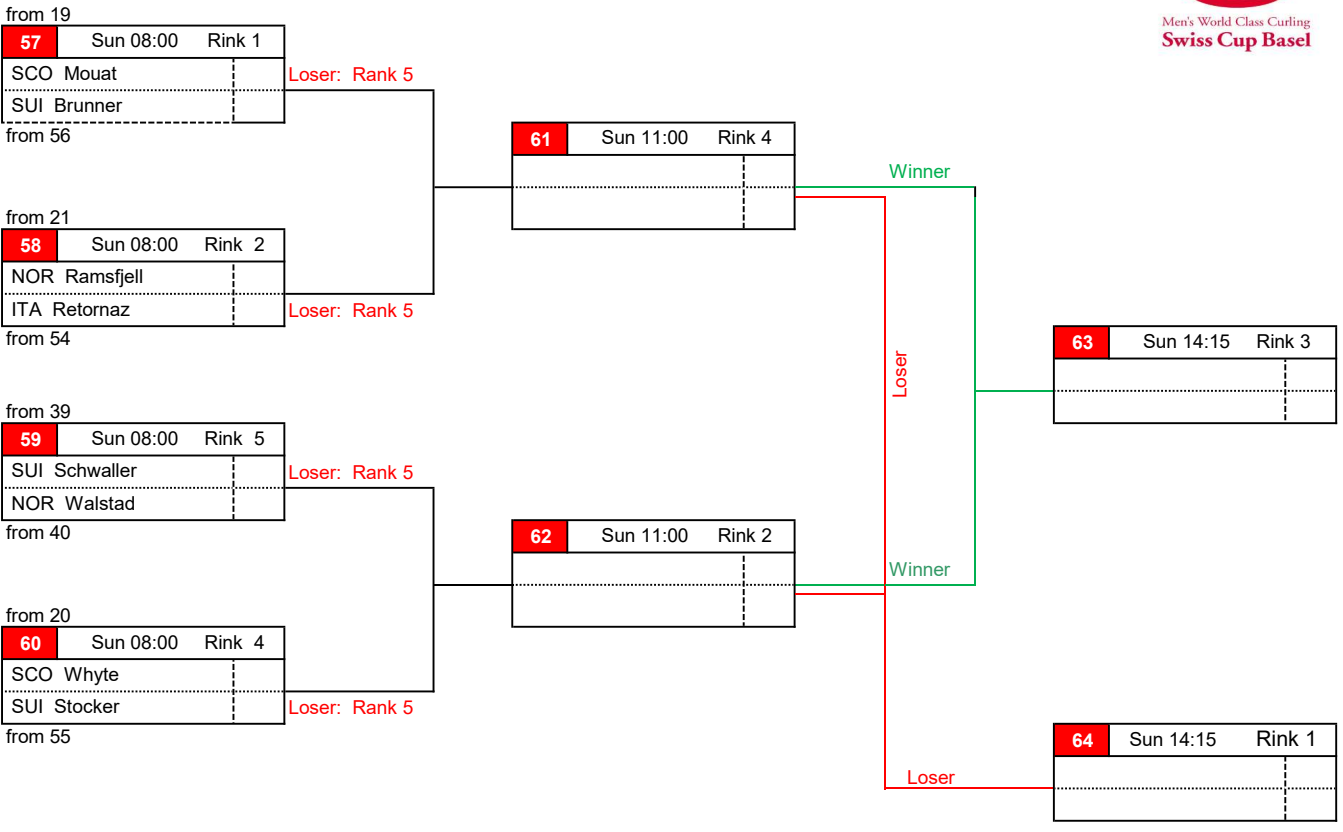 Men's World Class Curling
Swiss Cup Basel
from 19
57 Sun 08:00 Rink 1
SCO Mouat
Loser: Rank 5
SUI Brunner
from 56
61 Sun 11:00 Rink 4
Winner
from 21
58 Sun 08:00 Rink 2
NOR Ramsfjell
ITA Retornaz
Loser: Rank 5
from 54
63 Sun 14:15 Rink 3
Loser
from 39
59 Sun 08:00 Rink 5
SUI Schwaller
Loser: Rank 5
NOR Walstad
from 40
62 Sun 11:00 Rink 2
Winner
from 20
60 Sun 08:00 Rink 4
SCO Whyte
SUI Stocker
Loser: Rank 5
from 55
64 Sun 14:15 Rink 1
Loser